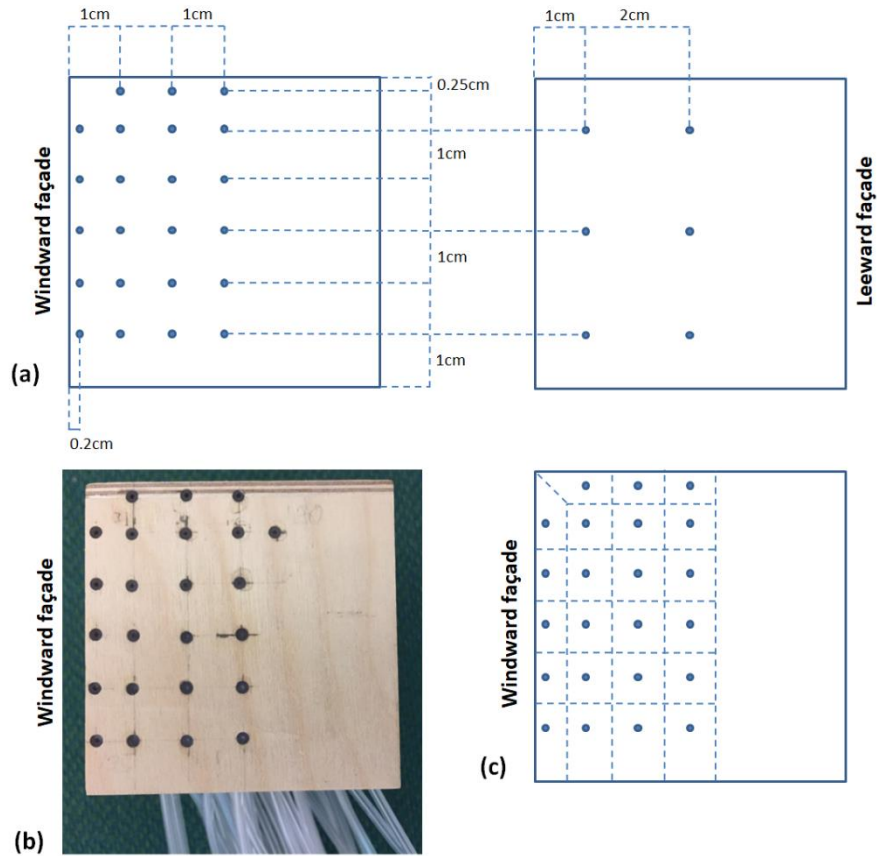 1cm 1cm 1cm 2cm
0.25cm
1cm
1cm
1cm
0.2cm
Windward façade
Leeward façade
(a)
Windward façade
(b)
Windward façade
(c)